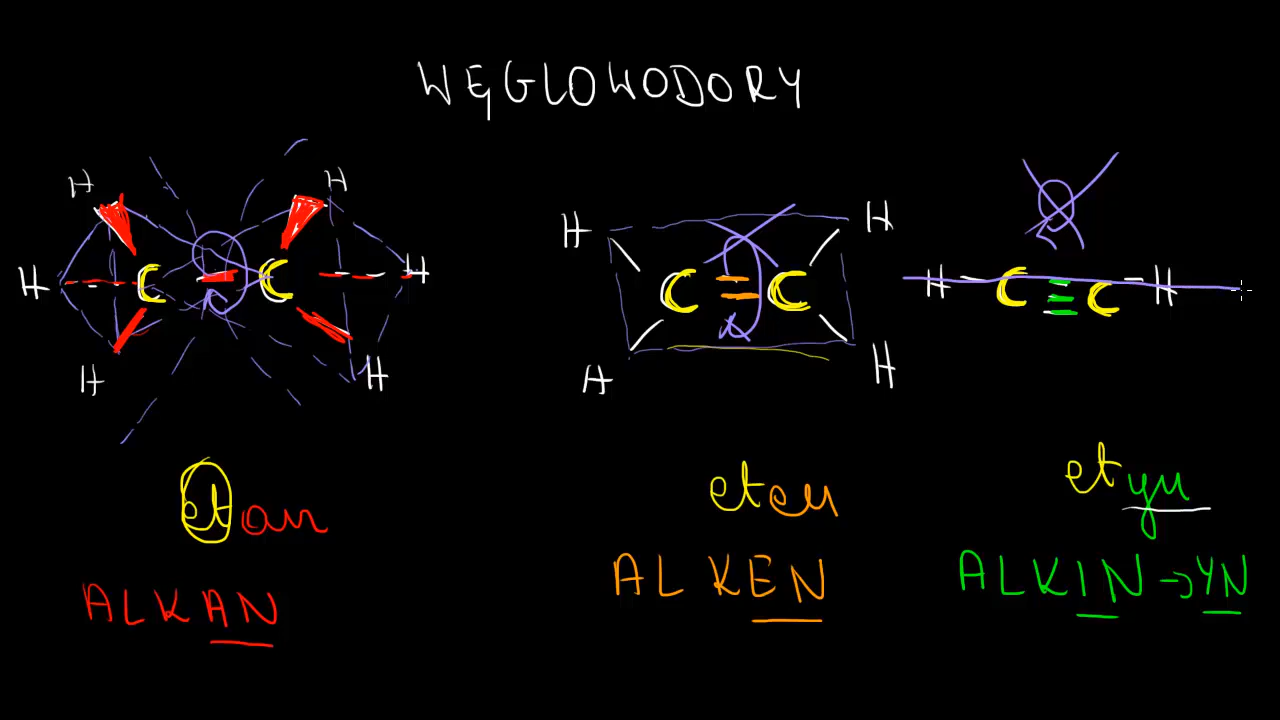 WĘGLOWODORY
H H H H
H C - C H H C = C H H - C ≡ C - H
H H H H
etan eten etyn
ALKAN ALKEN ALKIN → YN